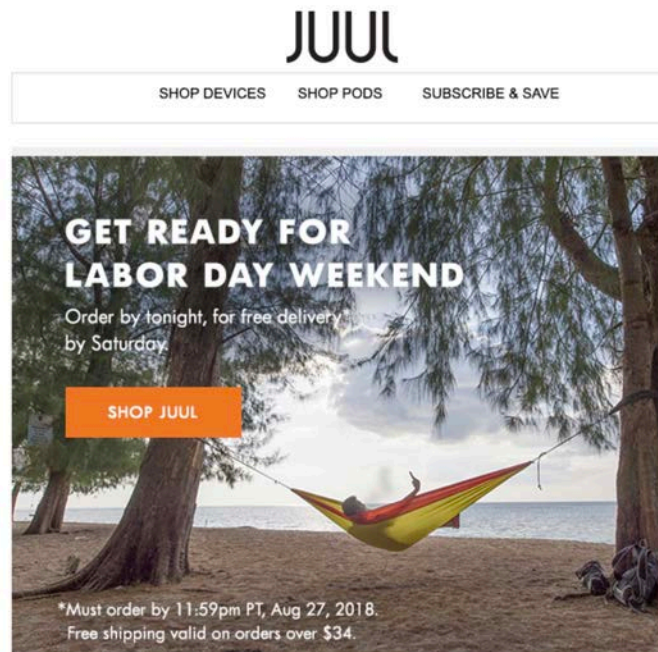 JUUL
SHOP DEVICES SHOP PODS SUBSCRIBE & SAVE
GET READY FOR
LABOR DAY WEEKEND
Order by tonight, for free delivery
by Saturday.
SHOP JUUL
*Must order by 11:59pm PT, Aug 27, 2018.
Free shipping valid on orders over $34.